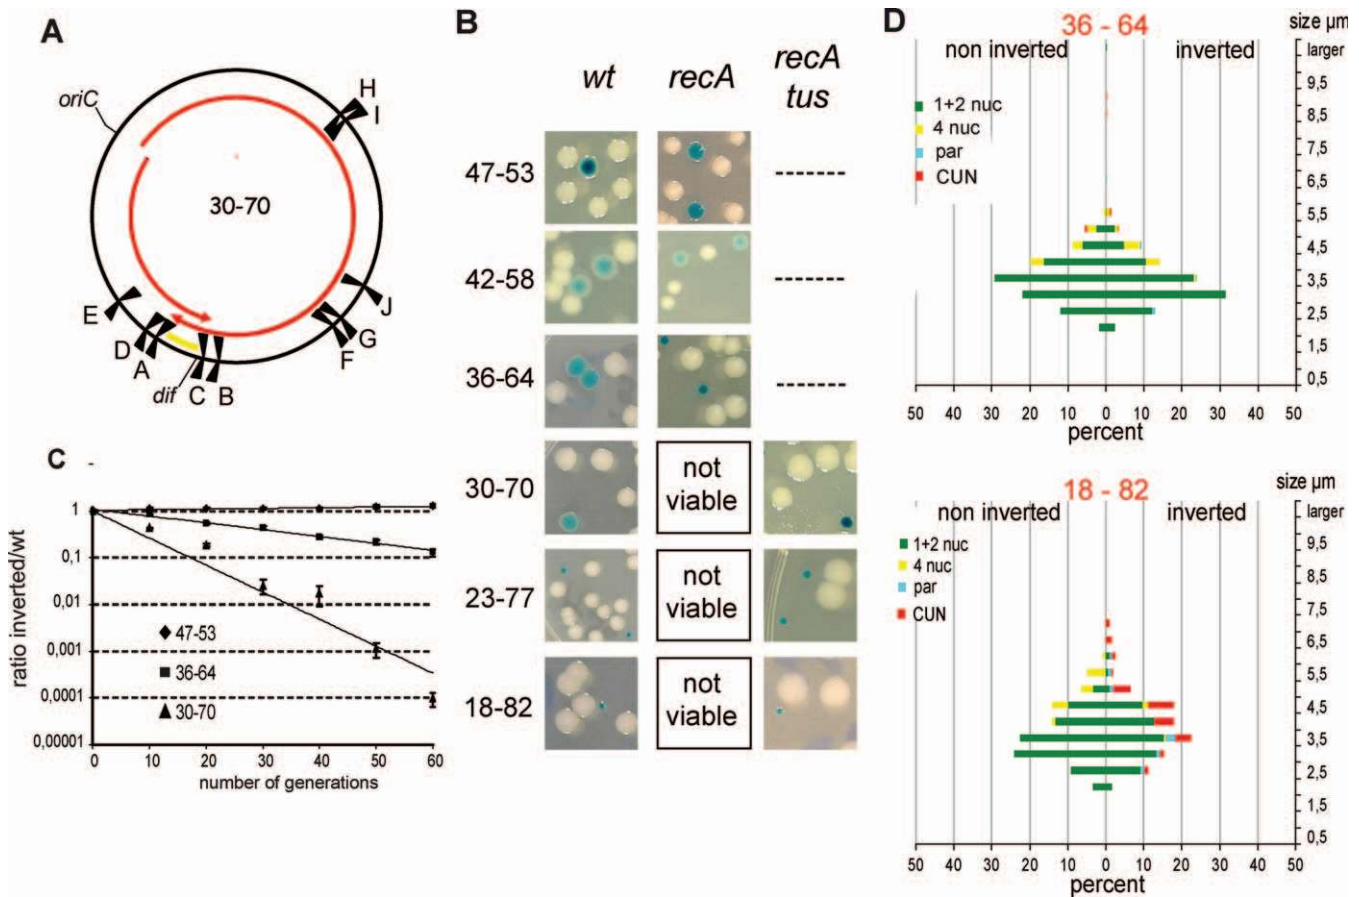 A
oriC
H
I
30-70
J
E
D
A
dif
C
B
G
F
B
wt
recA
recA
tus
47-53
42-58
36-64
30-70
not
viable
23-77
not
viable
18-82
not
viable
C
ratio inverted/wt
1
0,1
0,01
0,001
0,0001
0,00001
47-53
36-64
30-70
0
10
20
30
40
50
60
number of generations
D
36 - 64
size µm
non inverted
inverted
larger
1+2 nuc
4 nuc
par
CUN
9,5
8,5
7,5
6,5
5,5
4,5
3,5
2,5
1,5
0,5
50 40 30 20 10 0 10 20 30 40 50
percent
18 - 82
size µm
non inverted
inverted
larger
1+2 nuc
4 nuc
par
CUN
9,5
8,5
7,5
6,5
5,5
4,5
3,5
2,5
1,5
0,5
50 40 30 20 10 0 10 20 30 40 50
percent